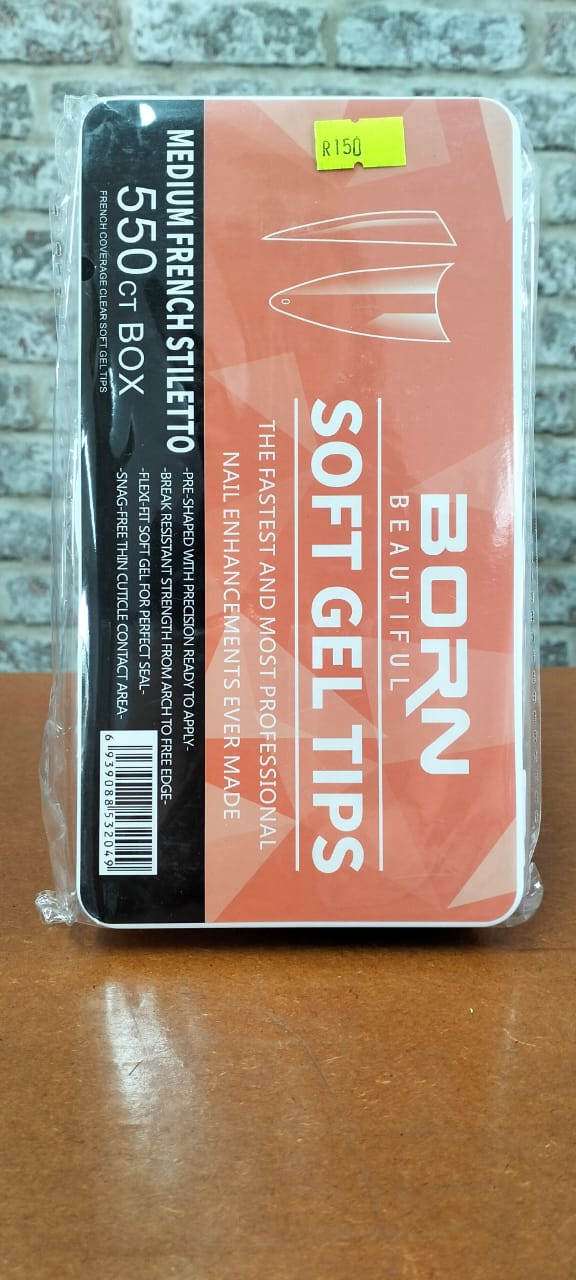 R150
BORN
BEAUTIFUL
SOFT GEL TIPS
THE FASTEST AND MOST PROFESSIONAL
NAIL ENHANCEMENTS EVER MADE
0
MEDIUM FRENCH STILETTO
550 CT BOX
FRENCH COVERAGE CLEAR SOFT GEL TIPS
-PRE-SHAPED WITH PRECISION READY TO APPLY-
-BREAK RESISTANT STRENGTH FROM ARCH TO FREE EDGE-
-FLEXI-FIT SOFT GEL FOR PERFECT SEAL-
-SNAG-FREE THIN CUTICLE CONTACT AREA-
6939088532049